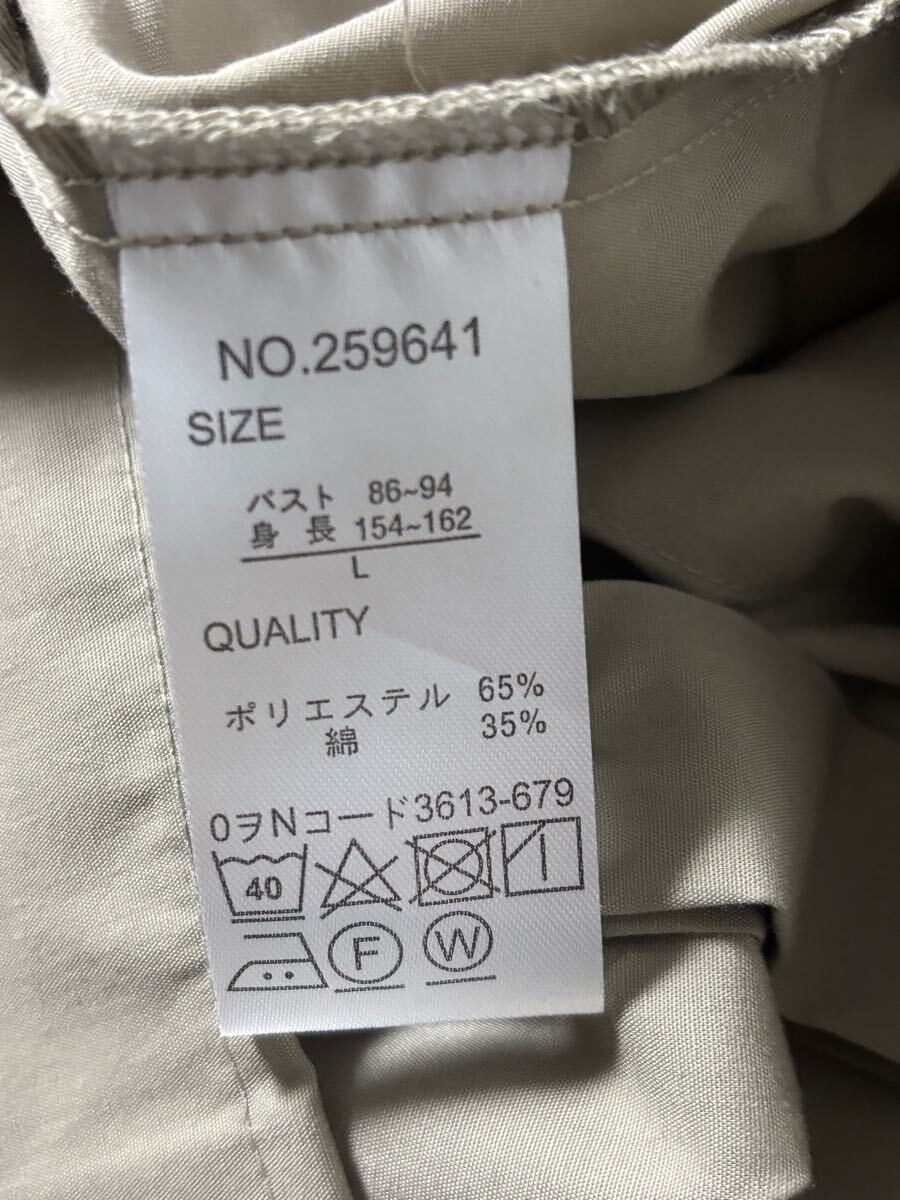 NO.259641
SIZE
バスト 86~94
身長 154~162
L
QUALITY
ポリエステル 65%
綿 35%
0ヲNコード3613-679
40
F W